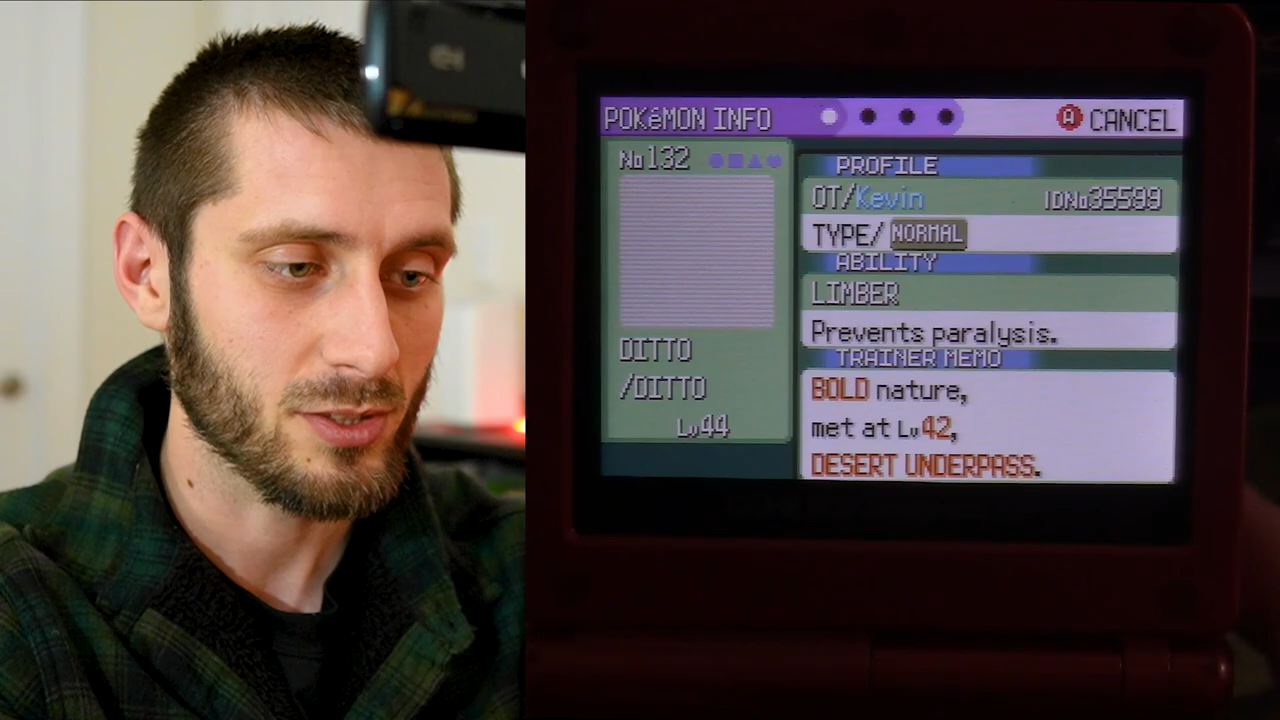 POKéMON INFO
CANCEL
No132
PROFILE
OT/Kevin
IDNo35599
TYPE/ NORMAL
ABILITY
LIMBER
Prevents paralysis.
DITTO
TRAINER MEMO
/DITTO
BOLD nature,
Lv44
met at Lv42,
DESERT UNDERPASS.